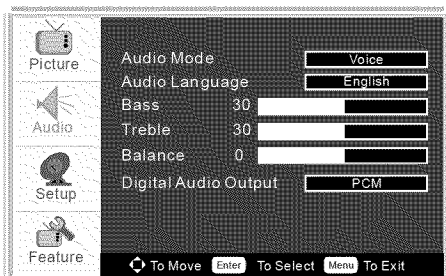 Picture
Audio
Setup
Feature
Audio Mode Voice
Audio Language English
Bass 30
Treble 30
Balance 0
Digital Audio Output PCM
To Move Enter To Select Menu To Exit